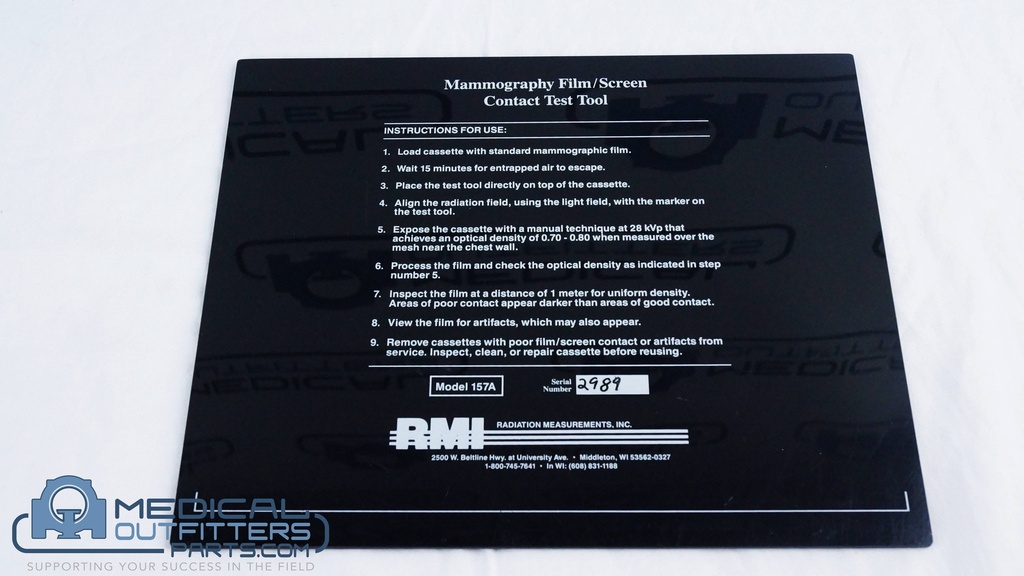 Mammography Film/Screen
Contact Test Tool
INSTRUCTIONS FOR USE:
1. Load cassette with standard mammographic film.
2. Wait 15 minutes for entrapped air to escape.
3. Place the test tool directly on top of the cassette.
4. Align the radiation field, using the light field, with the marker on
the test tool.
5. Expose the cassette with a manual technique at 28 kVp that
achieves an optical density of 0.70 - 0.80 when measured over the
mesh near the chest wall.
6. Process the film and check the optical density as indicated in step
number 5.
7. Inspect the film at a distance of 1 meter for uniform density.
Areas of poor contact appear darker than areas of good contact.
8. View the film for artifacts, which may also appear.
9. Remove cassettes with poor film/screen contact or artifacts from
service. Inspect, clean, or repair cassette before reusing.
Model 157A
Serial
Number 2989
RMI RADIATION MEASUREMENTS, INC.
2500 W. Beltline Hwy. at University Ave. • Middleton, WI 53562-0327
1-800-745-7641 • In WI: (608) 831-1188
MEDICAL
OUTFITTERS
PARTS.COM
SUPPORTING YOUR SUCCESS IN THE FIELD